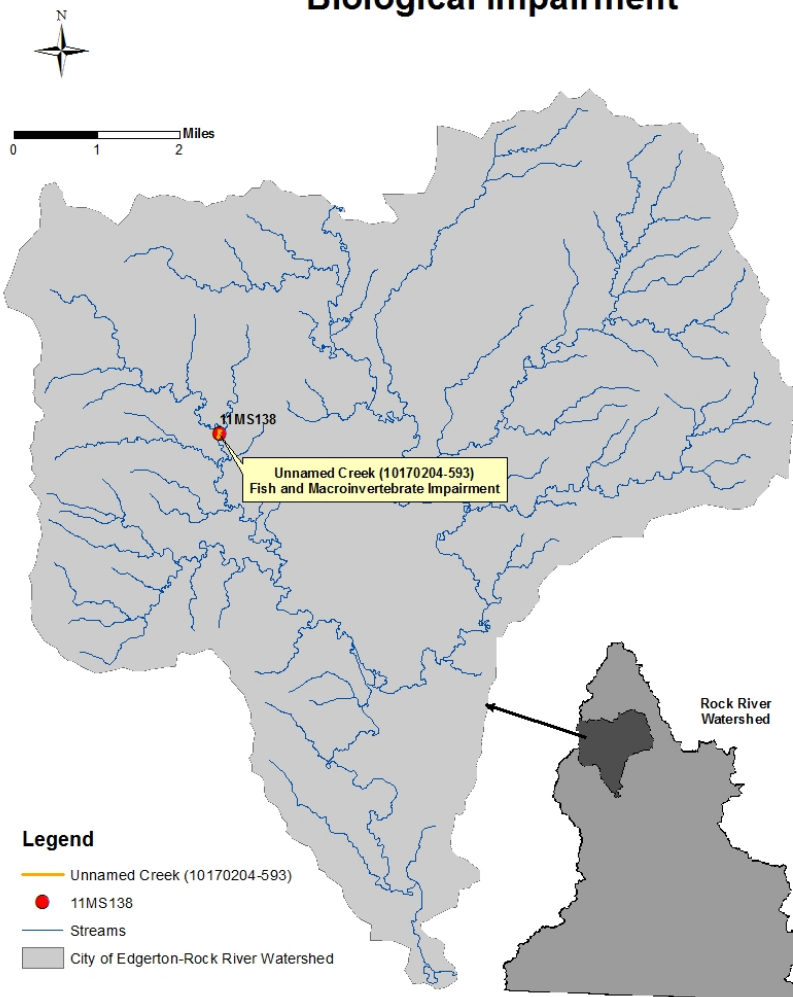 Biological Impairment
N
Miles
0 1 2
11MS138
Unnamed Creek (10170204-593)
Fish and Macroinvertebrate Impairment
Rock River
Watershed
Legend
Unnamed Creek (10170204-593)
11MS138
Streams
City of Edgerton-Rock River Watershed